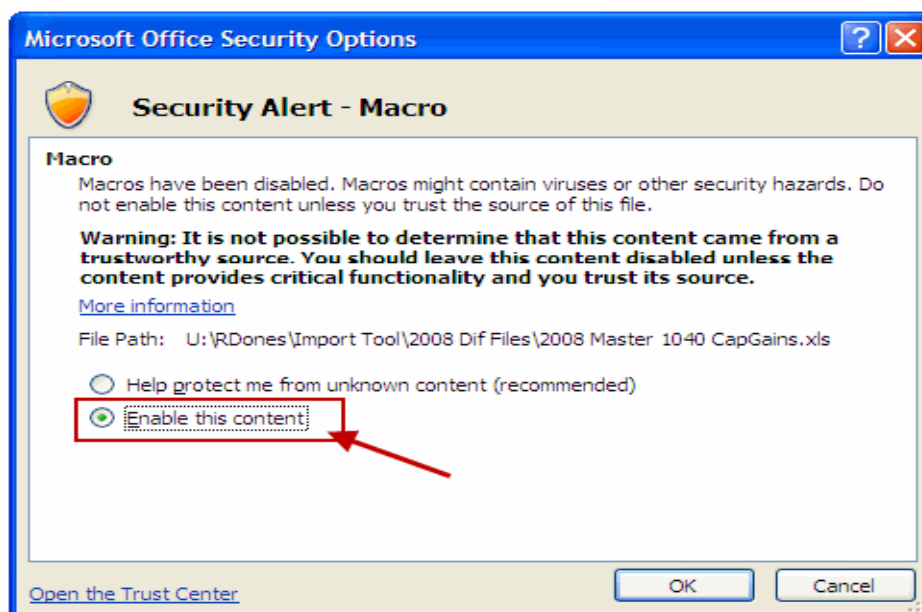 Microsoft Office Security Options
Security Alert - Macro
Macro
Macros have been disabled. Macros might contain viruses or other security hazards. Do
not enable this content unless you trust the source of this file.
Warning: It is not possible to determine that this content came from a
trustworthy source. You should leave this content disabled unless the
content provides critical functionality and you trust its source.
More information
File Path: U:\RDones\Import Tool\2008 Dif Files\2008 Master 1040 CapGains.xls
Help protect me from unknown content (recommended)
Enable this content
Open the Trust Center
OK
Cancel